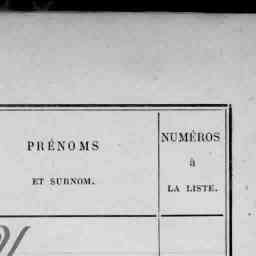 PRÉNOMS
ET SURNOM.
NUMÉROS
à
LA LISTE.